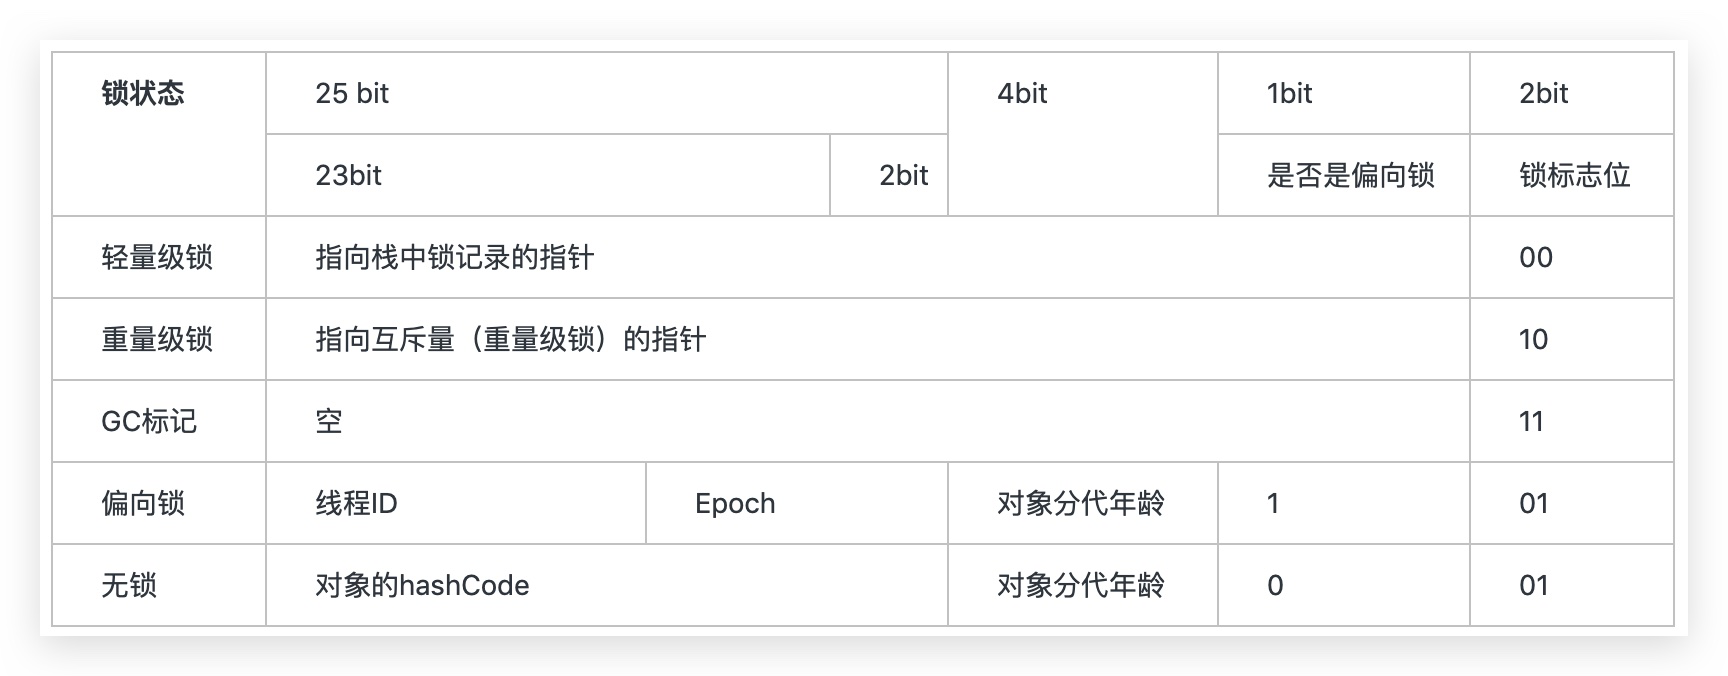 锁状态 25 bit 4bit 1bit 2bit
23bit 2bit 是否是偏向锁 锁标志位
轻量级锁 指向栈中锁记录的指针 00
重量级锁 指向互斥量（重量级锁）的指针 10
GC标记 空 11
偏向锁 线程ID Epoch 对象分代年龄 1 01
无锁 对象的hashCode 对象分代年龄 0 01